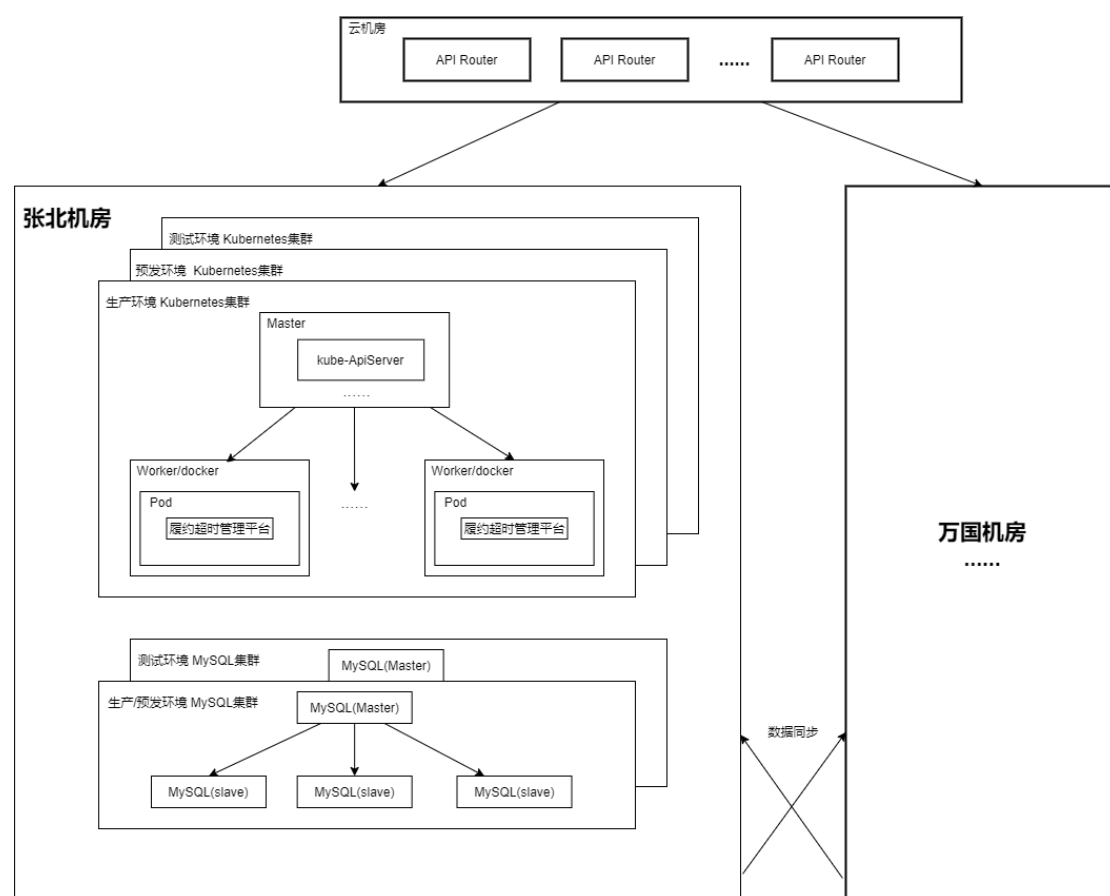 云机房
API Router
API Router
......
API Router
张北机房
测试环境 Kubernetes集群
预发环境 Kubernetes集群
生产环境 Kubernetes集群
Master
kube-ApiServer
......
Worker/docker
Pod
履约超时管理平台
......
Worker/docker
Pod
履约超时管理平台
万国机房
......
测试环境 MySQL集群
MySQL(Master)
生产/预发环境 MySQL集群
MySQL(Master)
MySQL(slave)
MySQL(slave)
MySQL(slave)
数据同步